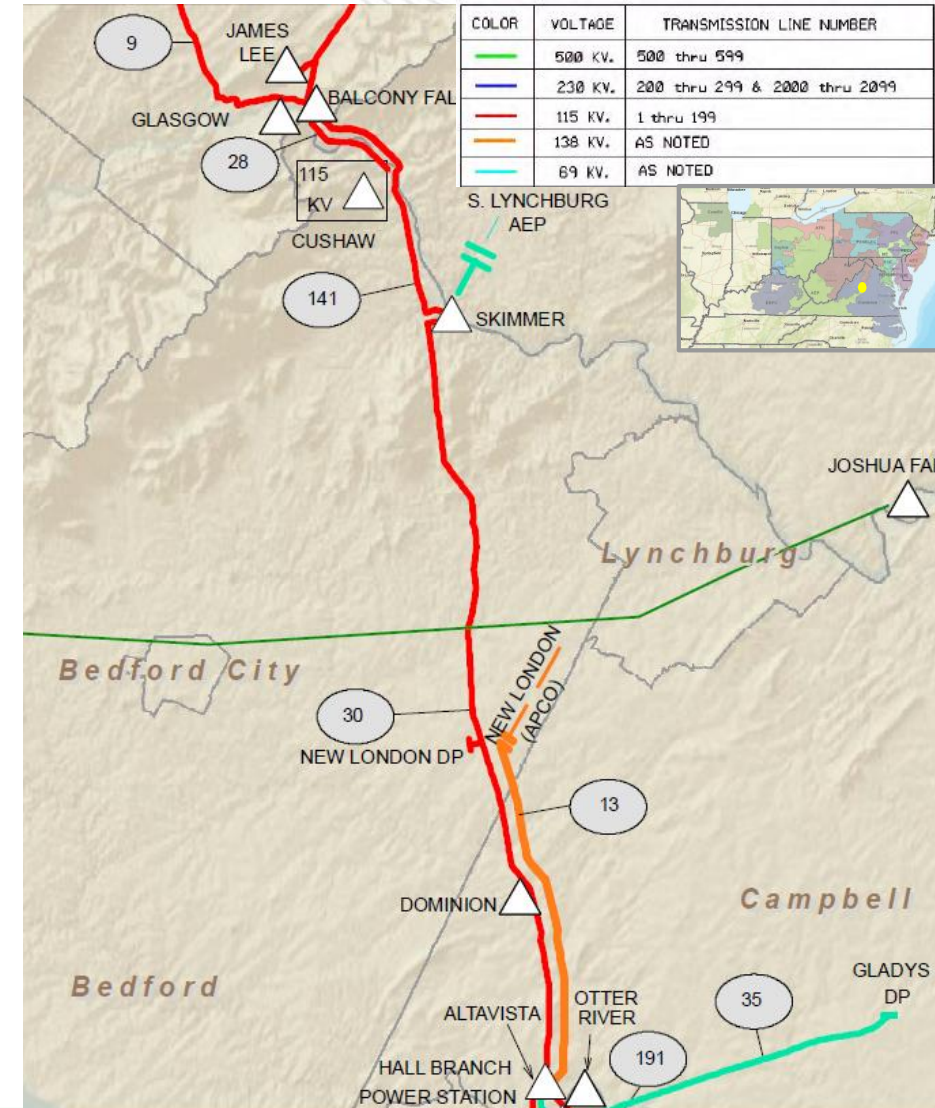 COLOR VOLTAGE TRANSMISSION LINE NUMBER
500 KV. 500 thru 599
230 KV. 200 thru 299 & 2000 thru 2099
115 KV. 1 thru 199
138 KV. AS NOTED
69 KV. AS NOTED
9
JAMES
LEE
BALCONY FAL
GLASGOW
28
115
KV
CUSHAW
S. LYNCHBURG
AEP
141
SKIMMER
JOSHUA FA
Lynchburg
Bedford City
NEW LONDON
(APCO)
30
NEW LONDON DP
13
DOMINION
Campbell
Bedford
GLADYS
DP
ALTAVISTA
OTTER
RIVER
35
HALL BRANCH
POWER STATION
191